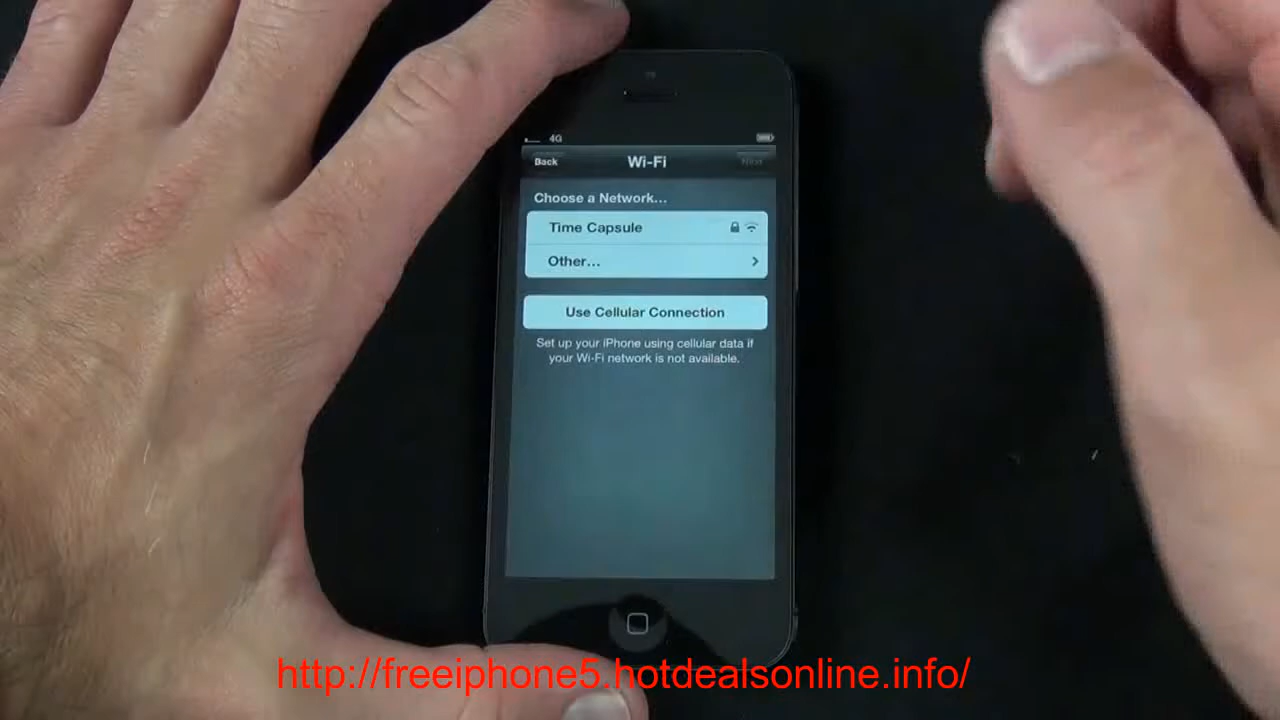 4G
Back Wi-Fi Next
Choose a Network...
Time Capsule
Other...
Use Cellular Connection
Set up your iPhone using cellular data if
your Wi-Fi network is not available.
http://freeiphone5.hotdealsonline.info/